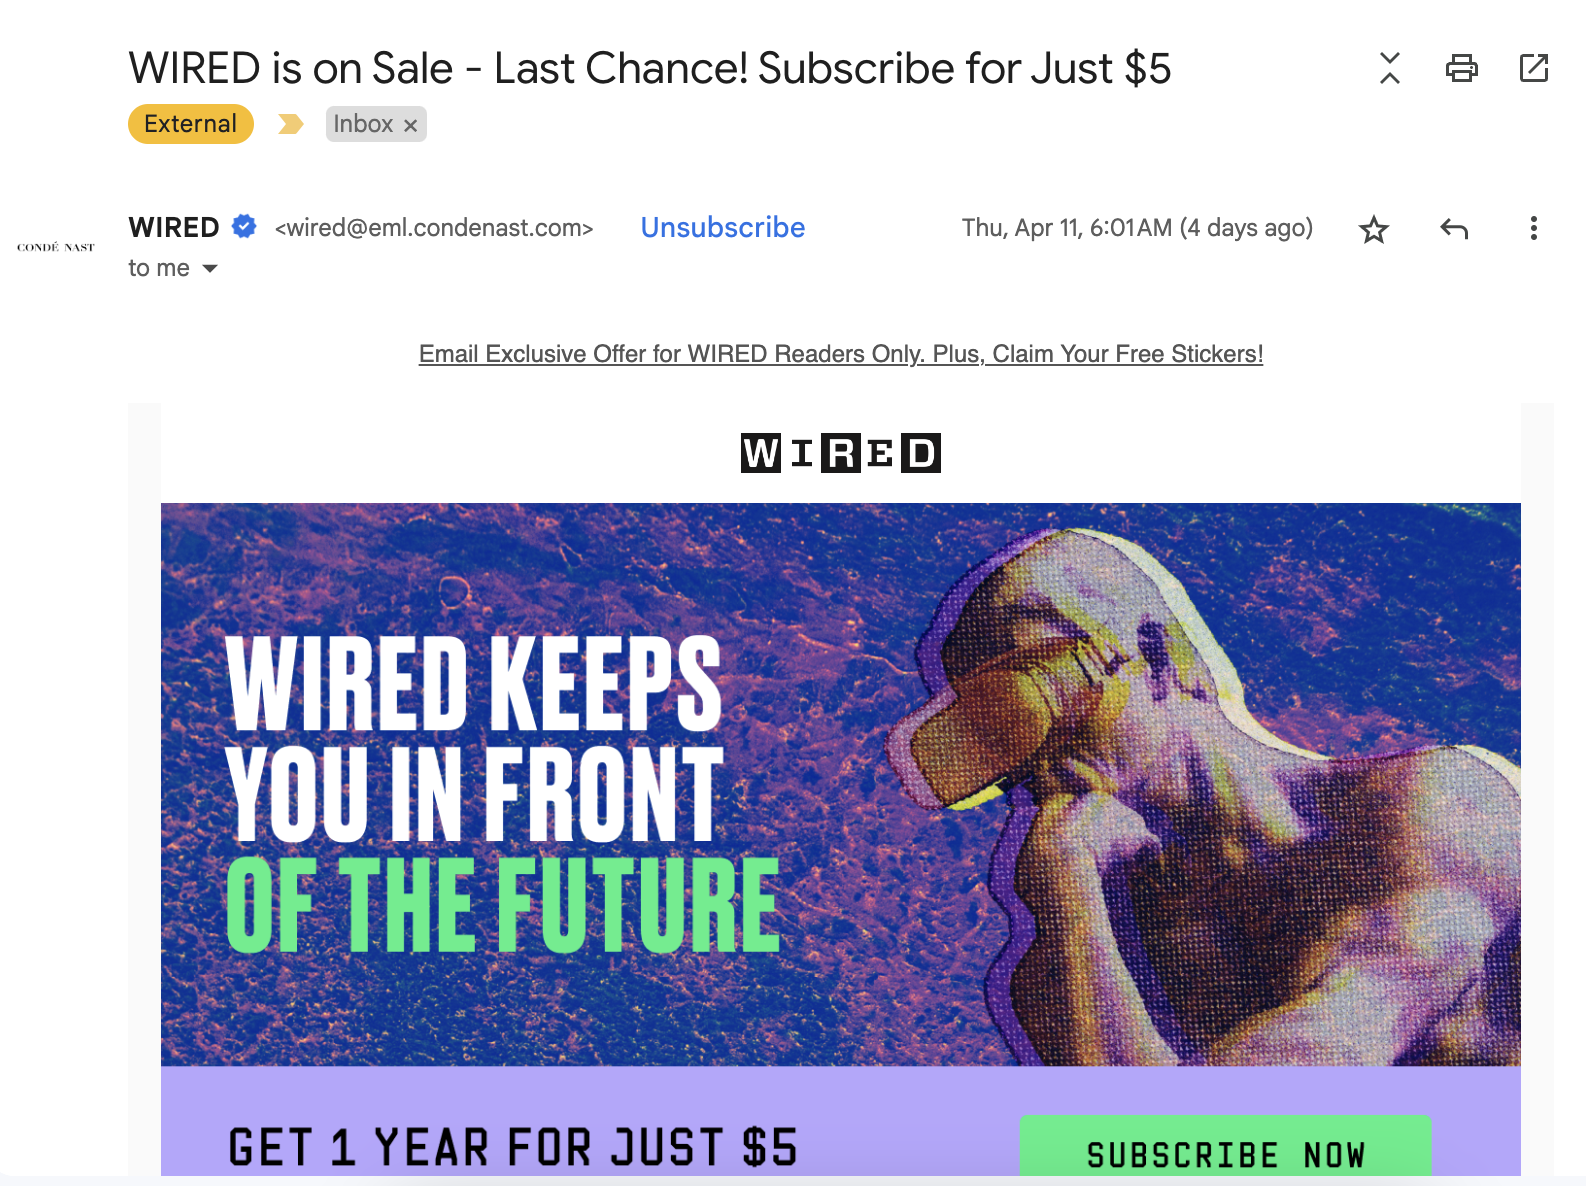 WIRED is on Sale - Last Chance! Subscribe for Just $5
External
Inbox ×
CONDÉ NAST
WIRED <wired@eml.condenast.com> Unsubscribe Thu, Apr 11, 6:01 AM (4 days ago)
to me
Email Exclusive Offer for WIRED Readers Only. Plus, Claim Your Free Stickers!
WIRED
WIRED KEEPS
YOU IN FRONT
OF THE FUTURE
GET 1 YEAR FOR JUST $5
SUBSCRIBE NOW